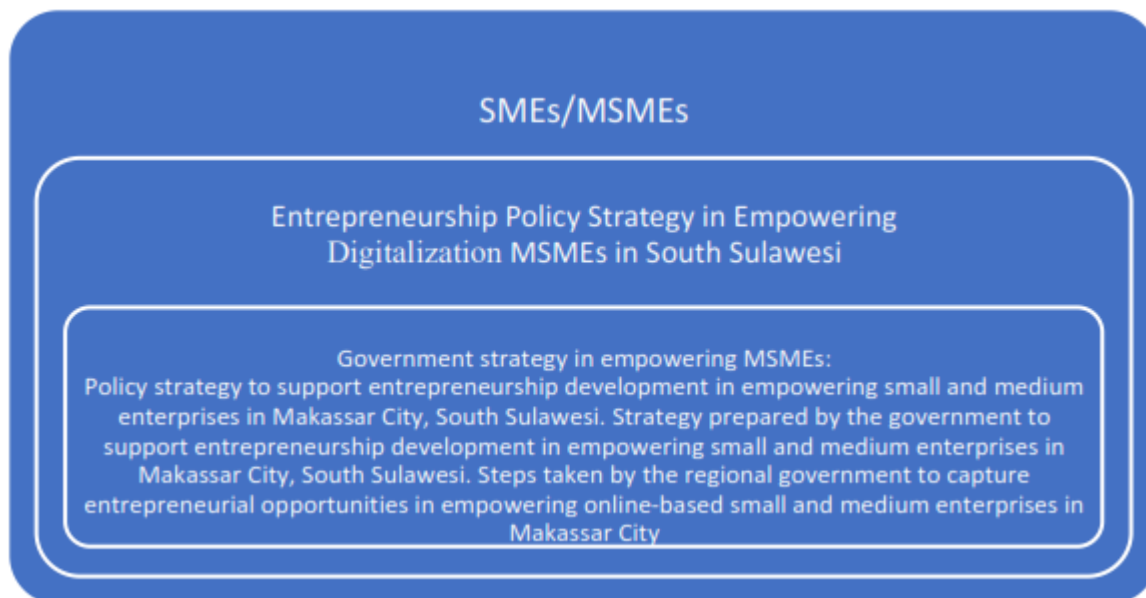 SMEs/MSMEs
Entrepreneurship Policy Strategy in Empowering
Digitalization MSMEs in South Sulawesi
Government strategy in empowering MSMEs:
Policy strategy to support entrepreneurship development in empowering small and medium
enterprises in Makassar City, South Sulawesi. Strategy prepared by the government to
support entrepreneurship development in empowering small and medium enterprises in
Makassar City, South Sulawesi. Steps taken by the regional government to capture
entrepreneurial opportunities in empowering online-based small and medium enterprises in
Makassar City